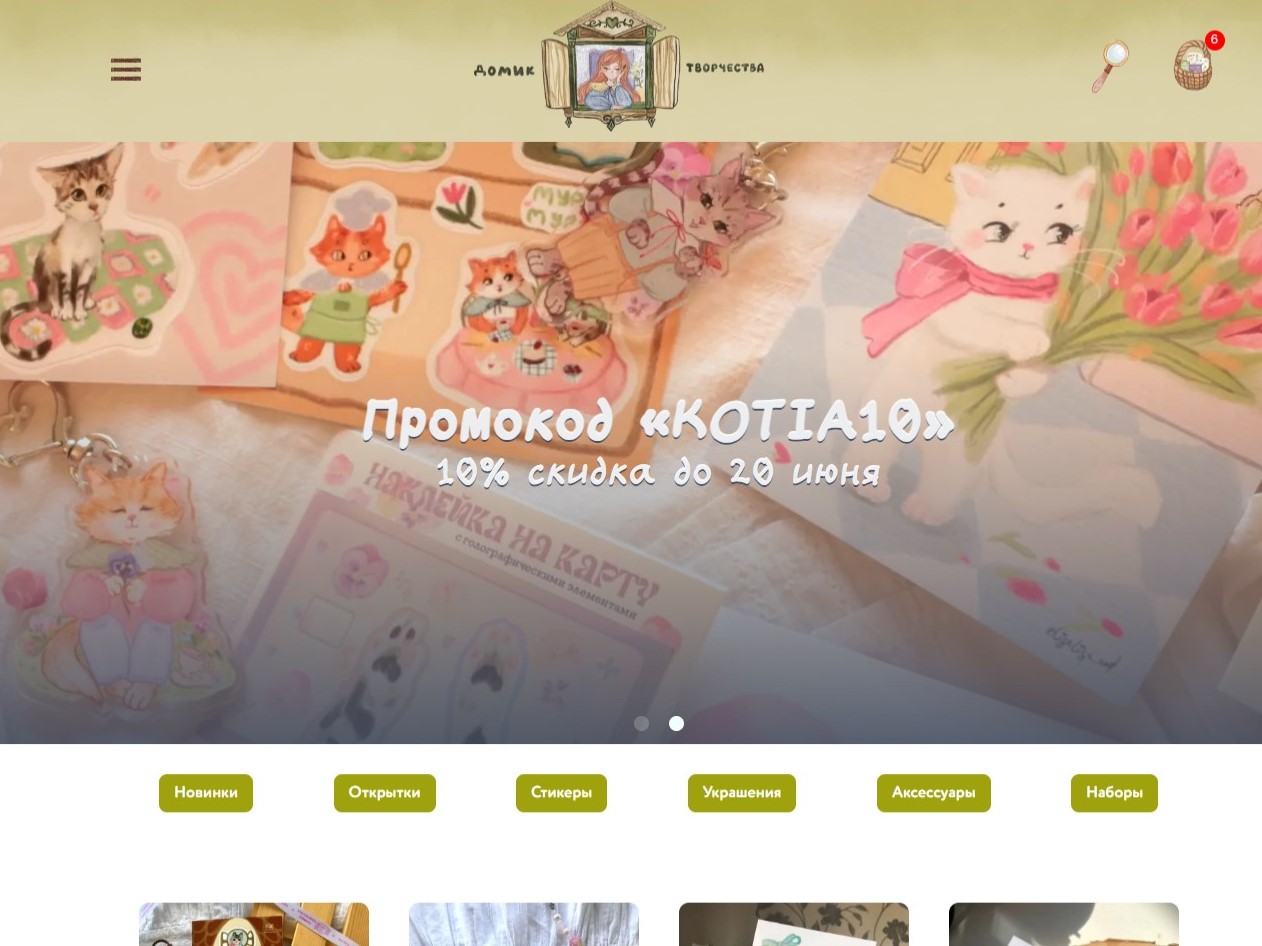 ДОМИК
ТВОРЧЕСТВА
6
МУР
МУР
Промокод «KOTIA10»
10% скидка до 20 июня
НАКЛЕЙКА НА КАРТУ
с голографическими элементами
Новинки
Открытки
Стикеры
Украшения
Аксессуары
Наборы